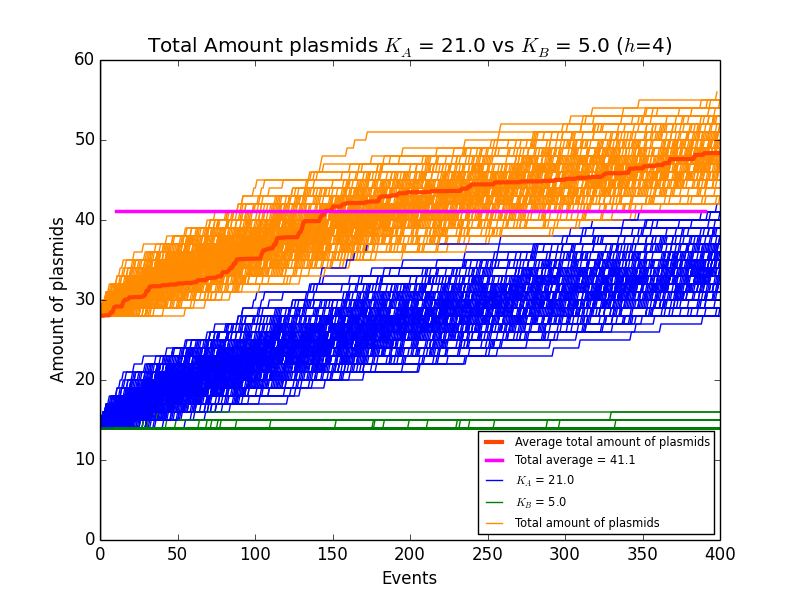 Total Amount plasmids K_A = 21.0 vs K_B = 5.0 (h=4)
60
50
40
30
20
10
0
Amount of plasmids
Average total amount of plasmids
Total average = 41.1
K_A = 21.0
K_B = 5.0
Total amount of plasmids
0 50 100 150 200 250 300 350 400
Events